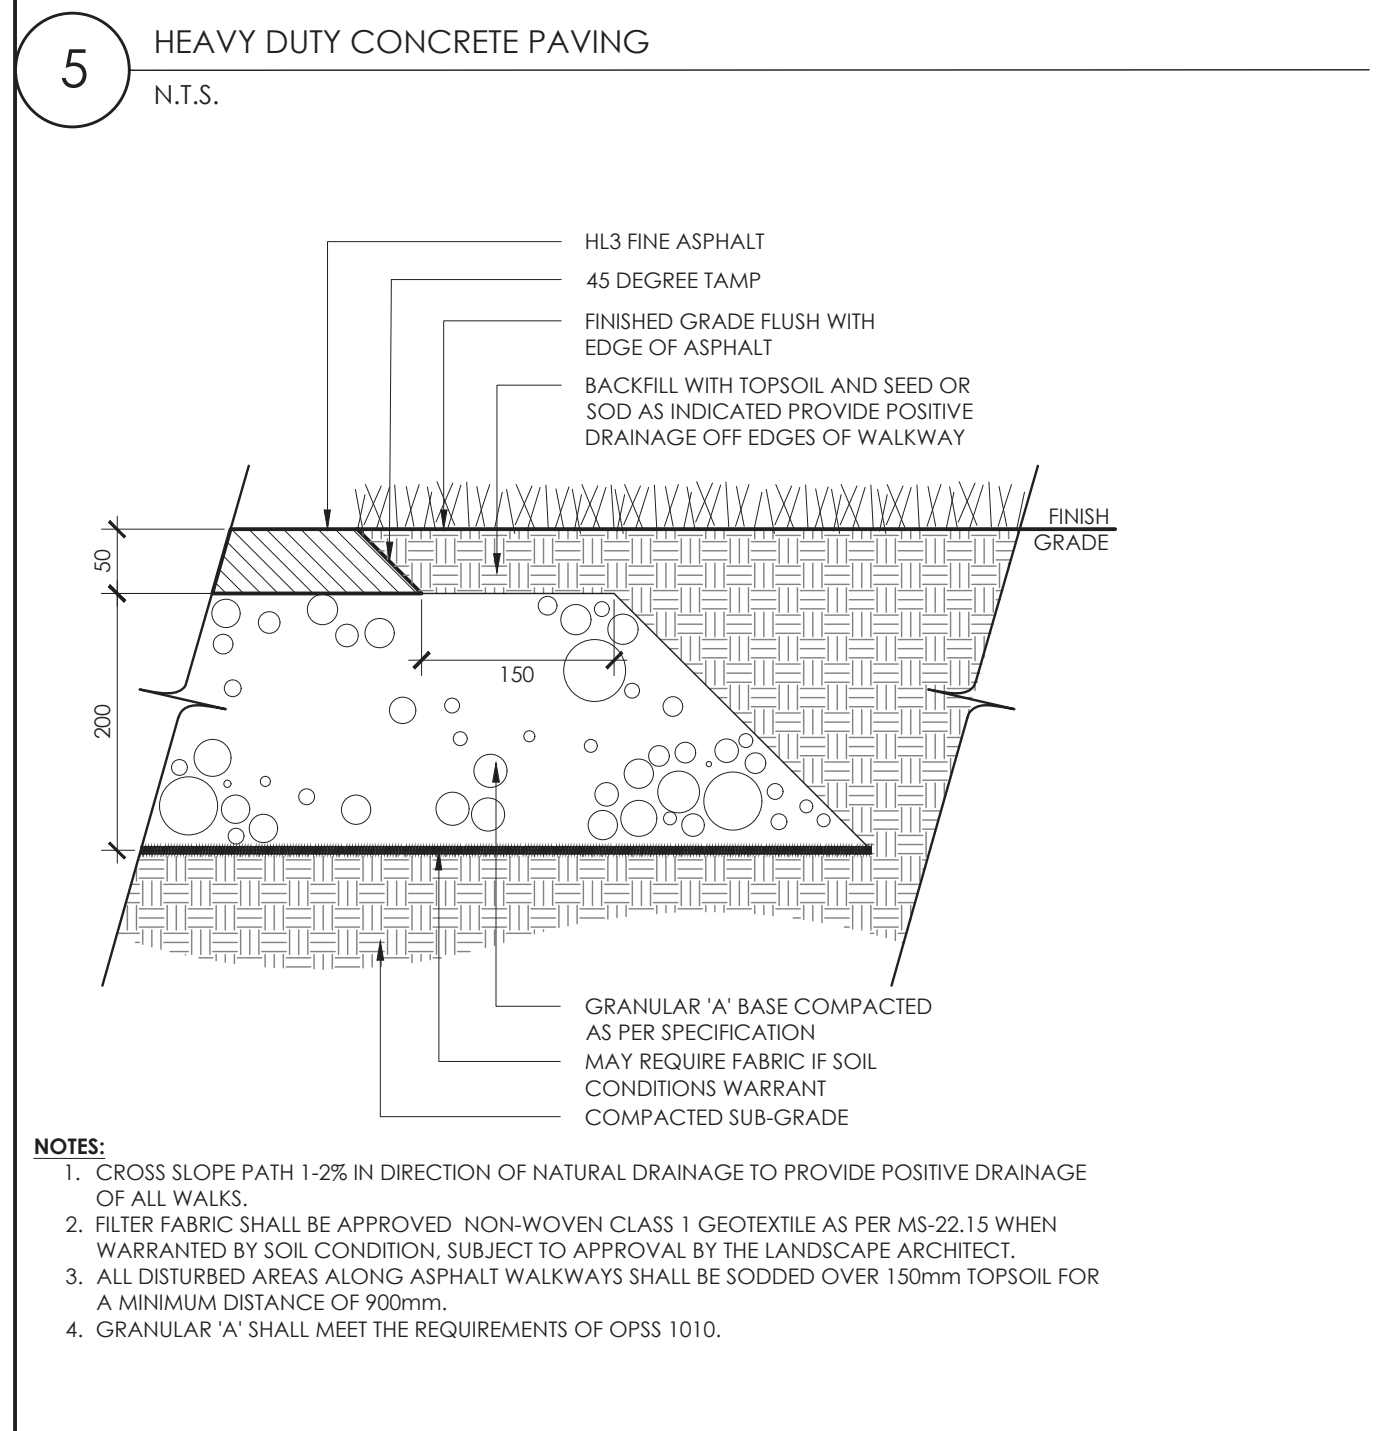 5
HEAVY DUTY CONCRETE PAVING
N.T.S.
HL3 FINE ASPHALT
45 DEGREE TAMP
FINISHED GRADE FLUSH WITH
EDGE OF ASPHALT
BACKFILL WITH TOPSOIL AND SEED OR
SOD AS INDICATED PROVIDE POSITIVE
DRAINAGE OFF EDGES OF WALKWAY
FINISH
GRADE
50
150
200
GRANULAR 'A' BASE COMPACTED
AS PER SPECIFICATION
MAY REQUIRE FABRIC IF SOIL
CONDITIONS WARRANT
COMPACTED SUB-GRADE
NOTES:
1. CROSS SLOPE PATH 1-2% IN DIRECTION OF NATURAL DRAINAGE TO PROVIDE POSITIVE DRAINAGE
OF ALL WALKS.
2. FILTER FABRIC SHALL BE APPROVED  NON-WOVEN CLASS 1 GEOTEXTILE AS PER MS-22.15 WHEN
WARRANTED BY SOIL CONDITION, SUBJECT TO APPROVAL BY THE LANDSCAPE ARCHITECT.
3. ALL DISTURBED AREAS ALONG ASPHALT WALKWAYS SHALL BE SODDED OVER 150mm TOPSOIL FOR
A MINIMUM DISTANCE OF 900mm.
4. GRANULAR 'A' SHALL MEET THE REQUIREMENTS OF OPSS 1010.